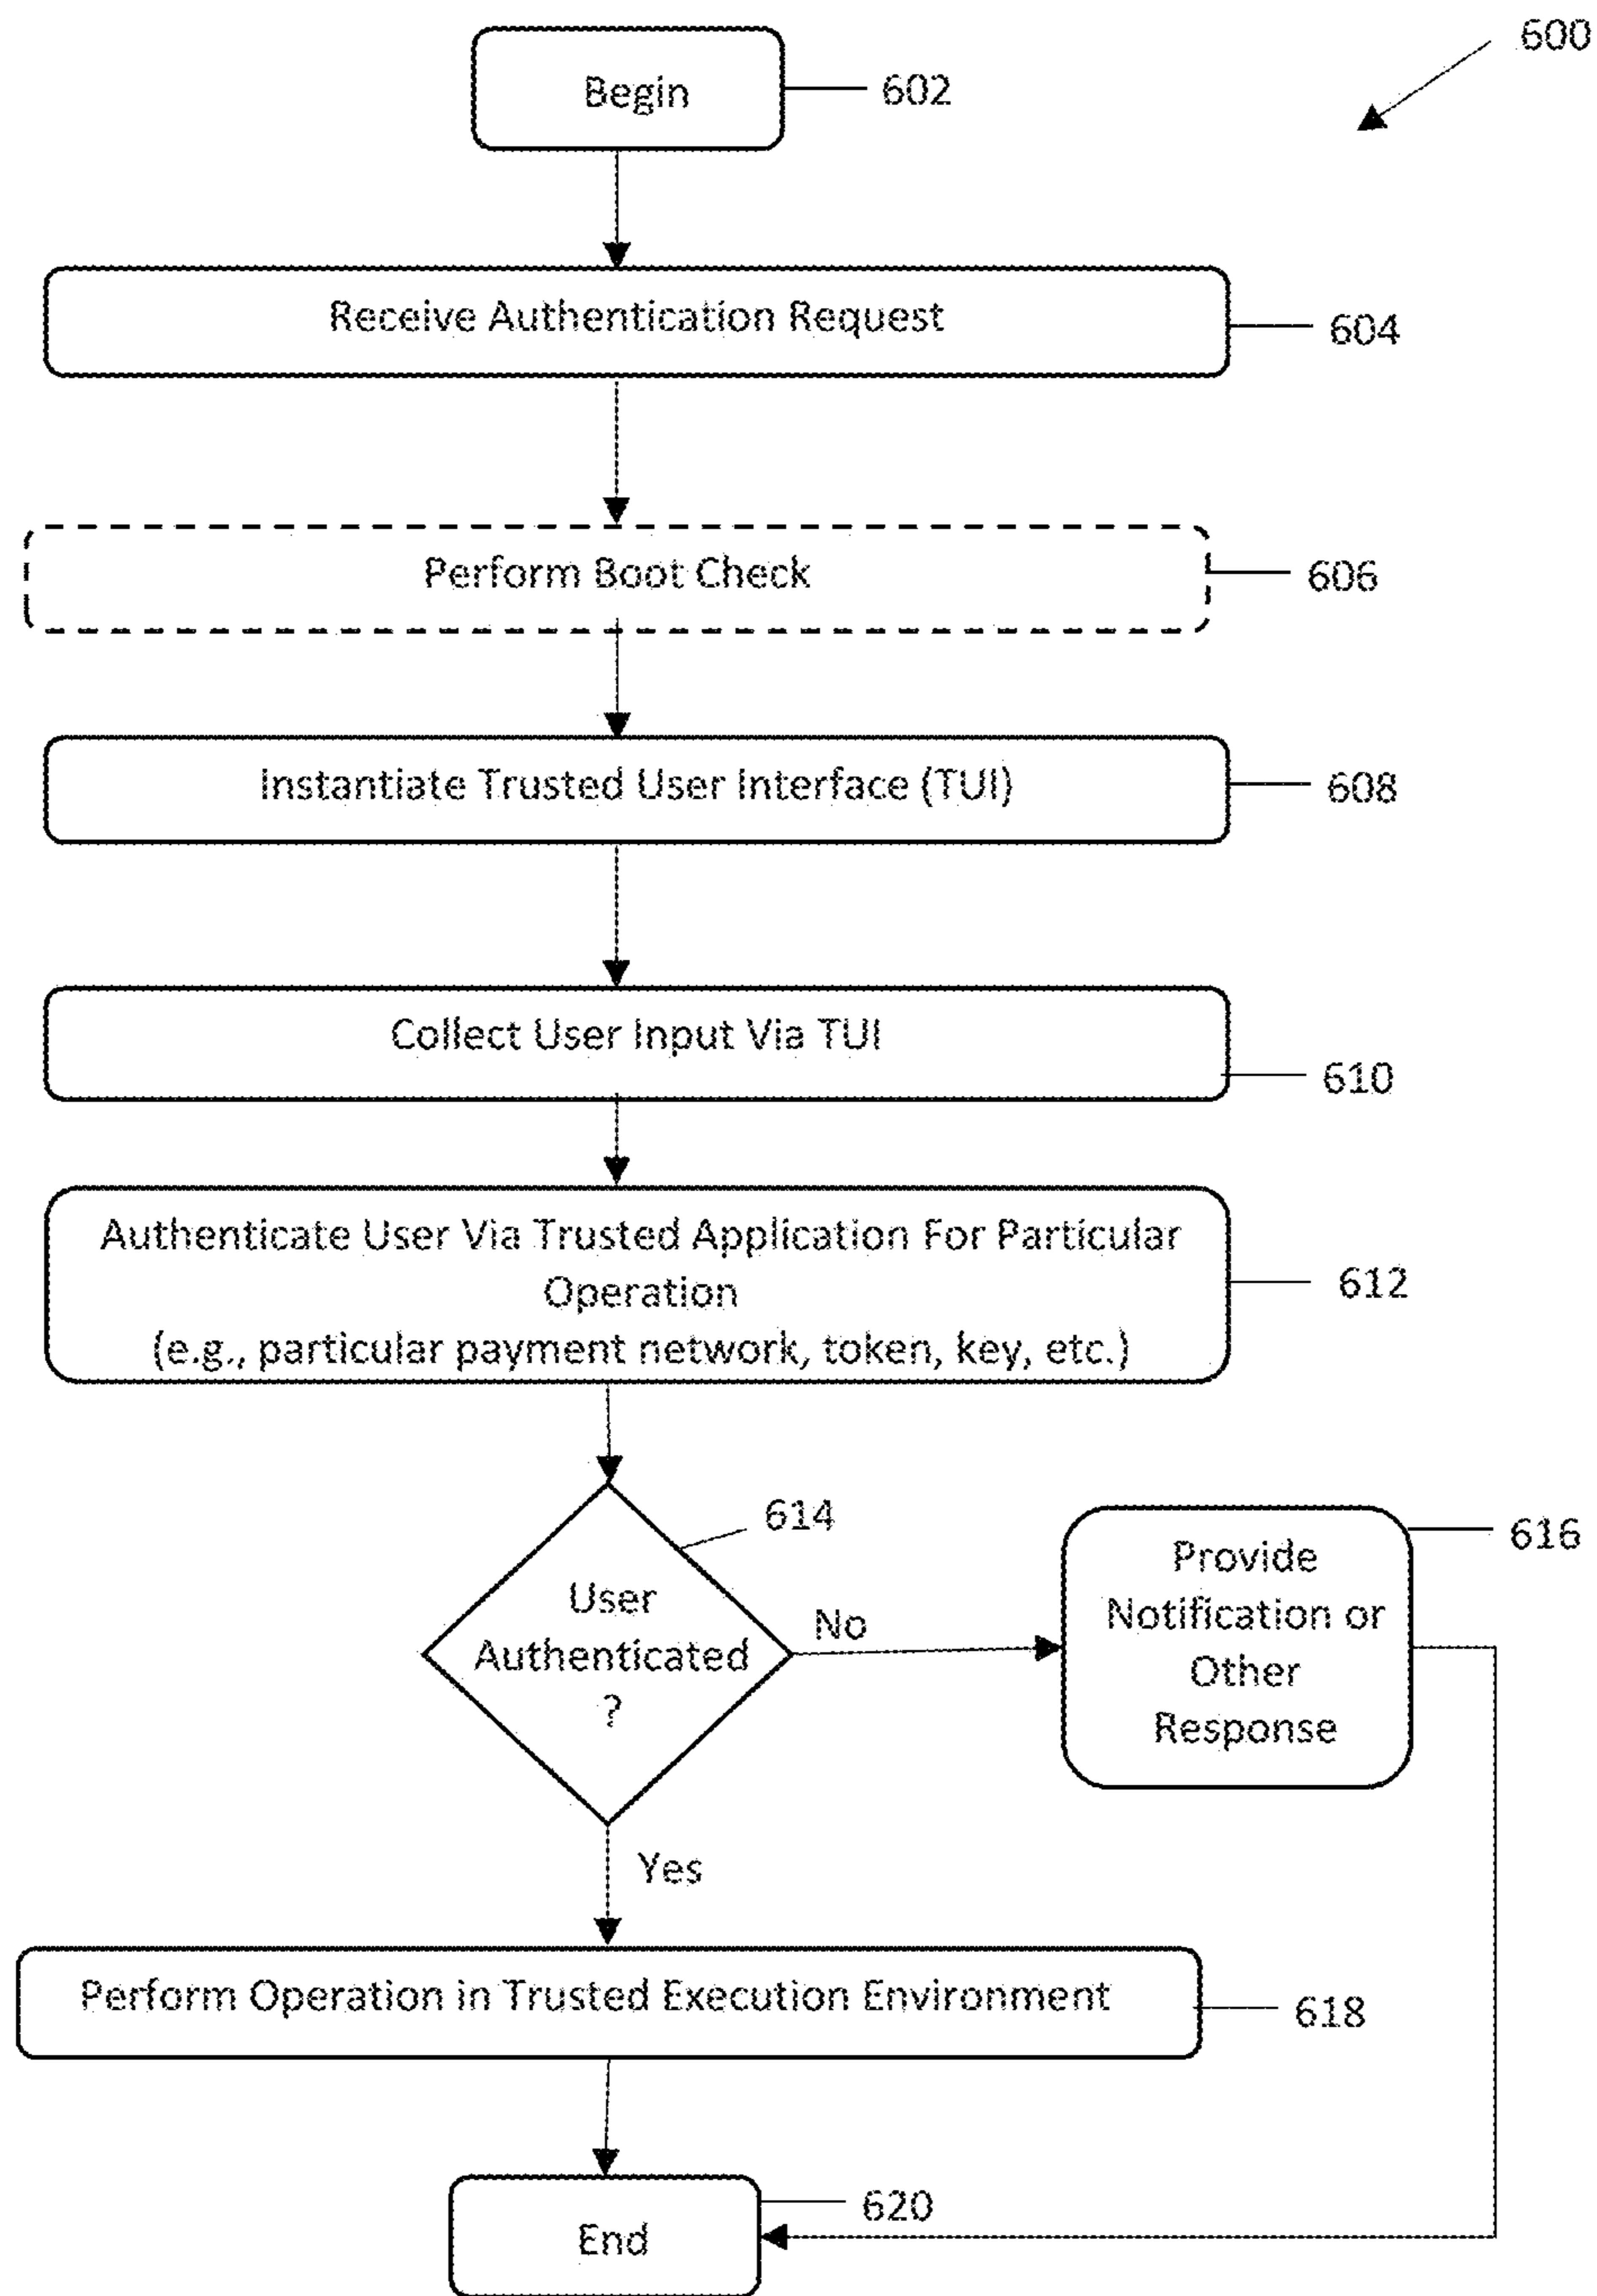 600
Begin
602
Receive Authentication Request
604
Perform Boot Check
606
Instantiate Trusted User Interface (TUI)
608
Collect User Input Via TUI
610
Authenticate User Via Trusted Application For Particular
Operation
(e.g., particular payment network, token, key, etc.)
612
614
User
Authenticated
?
No
Provide
Notification or
Other
Response
616
Yes
Perform Operation in Trusted Execution Environment
618
End
620